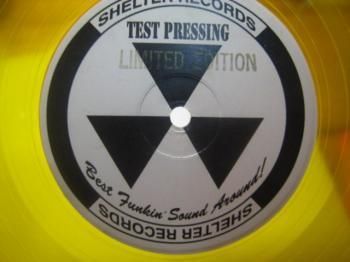 SHELTER RECORDS
TEST PRESSING
LIMITED EDITION
Best Funkin' Sound Around!
SHELTER RECORDS